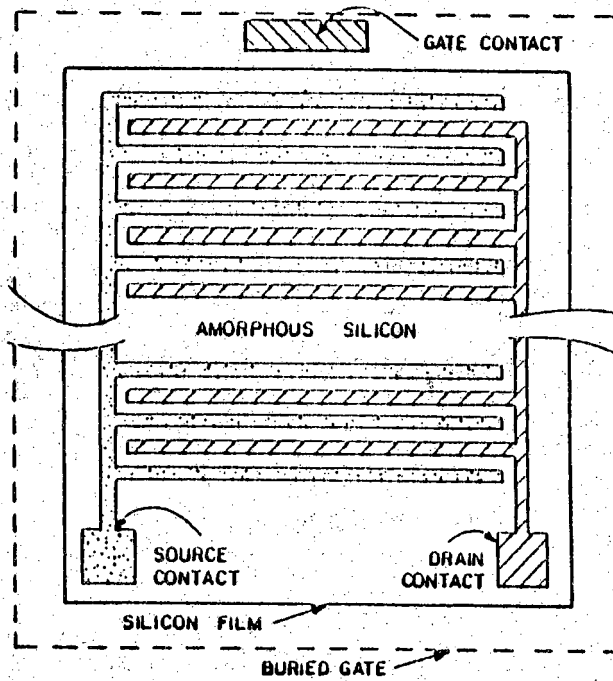 GATE CONTACT
AMORPHOUS SILICON
SOURCE
CONTACT
DRAIN
CONTACT
SILICON FILM
BURIED GATE